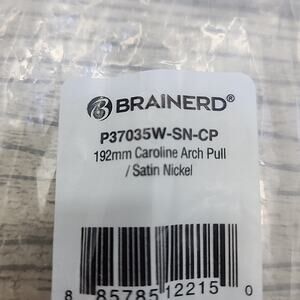 BRAINERD®
P37035W-SN-CP
192mm Caroline Arch Pull
/ Satin Nickel
8 85785 12215 0